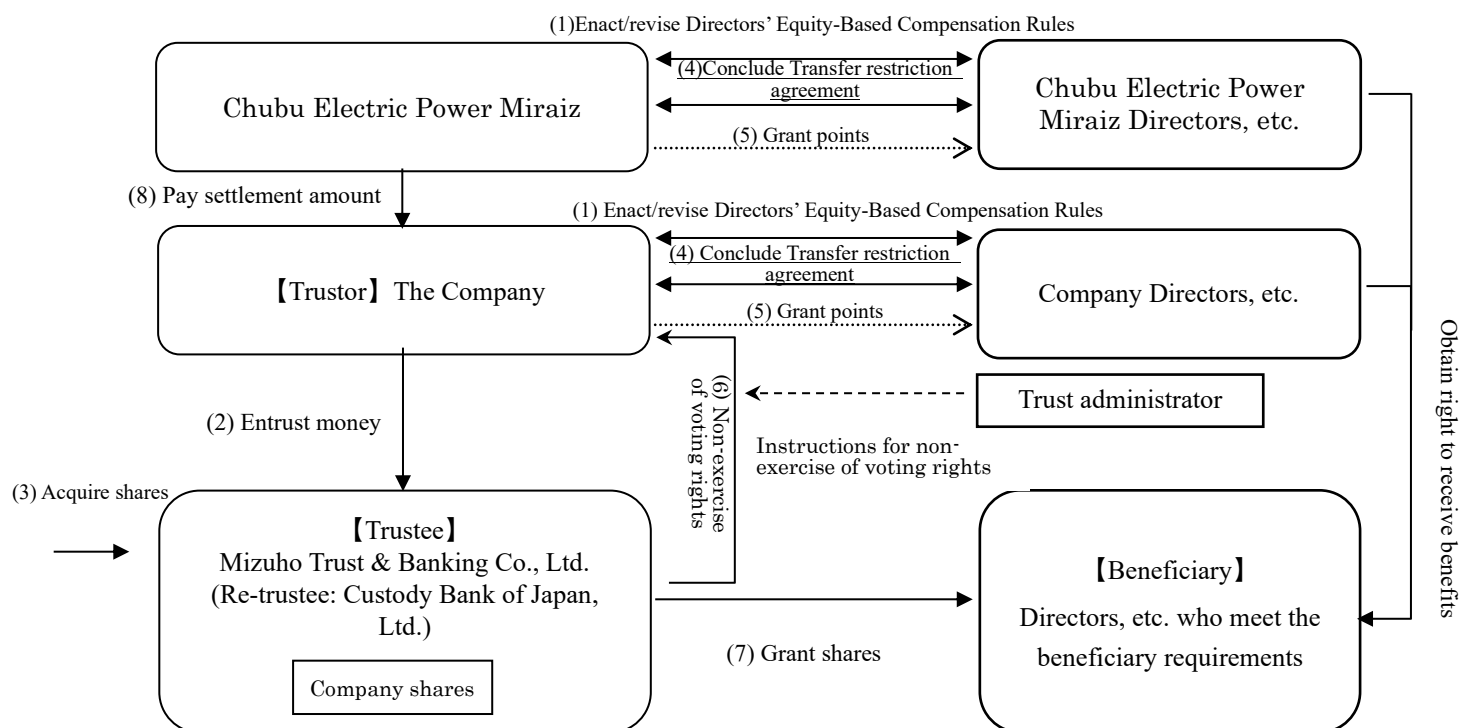 (1)Enact/revise Directors’ Equity-Based Compensation Rules
Chubu Electric Power Miraiz
(4)Conclude Transfer restriction
agreement
(5) Grant points
Chubu Electric Power
Miraiz Directors, etc.
(8) Pay settlement amount
(1) Enact/revise Directors’ Equity-Based Compensation Rules
【Trustor】The Company
(4) Conclude Transfer restriction
agreement
(5) Grant points
Company Directors, etc.
Obtain right to receive benefits
(6) Non-exercise
of voting rights
Trust administrator
(2) Entrust money
Instructions for non-
exercise of voting rights
(3) Acquire shares
【Trustee】
Mizuho Trust & Banking Co., Ltd.
(Re-trustee: Custody Bank of Japan,
Ltd.)
Company shares
(7) Grant shares
【Beneficiary】
Directors, etc. who meet the
beneficiary requirements